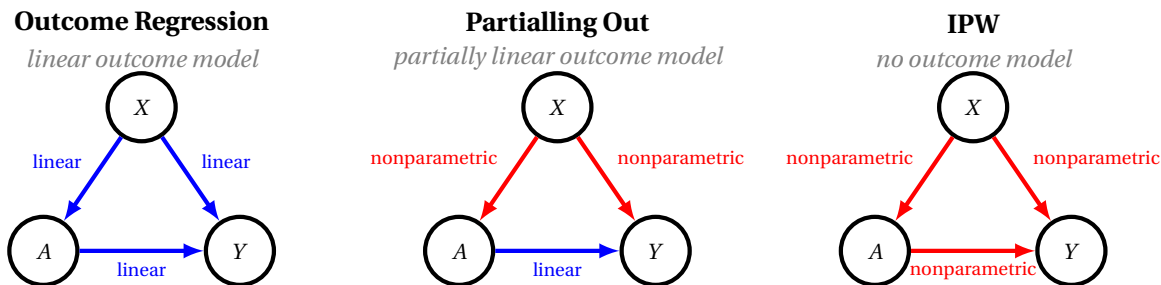 Outcome Regression
linear outcome model
X
linear
linear
A
Y
linear
Partialling Out
partially linear outcome model
X
nonparametric
nonparametric
A
Y
linear
IPW
no outcome model
X
nonparametric
nonparametric
A
Y
nonparametric